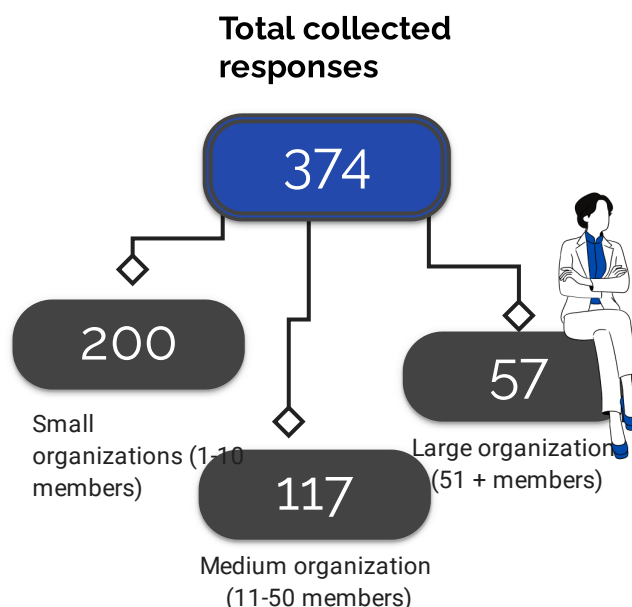 Total collected
responses
374
200
Small
organizations (1-10
members)
57
Large organization
(51 + members)
117
Medium organization
(11-50 members)